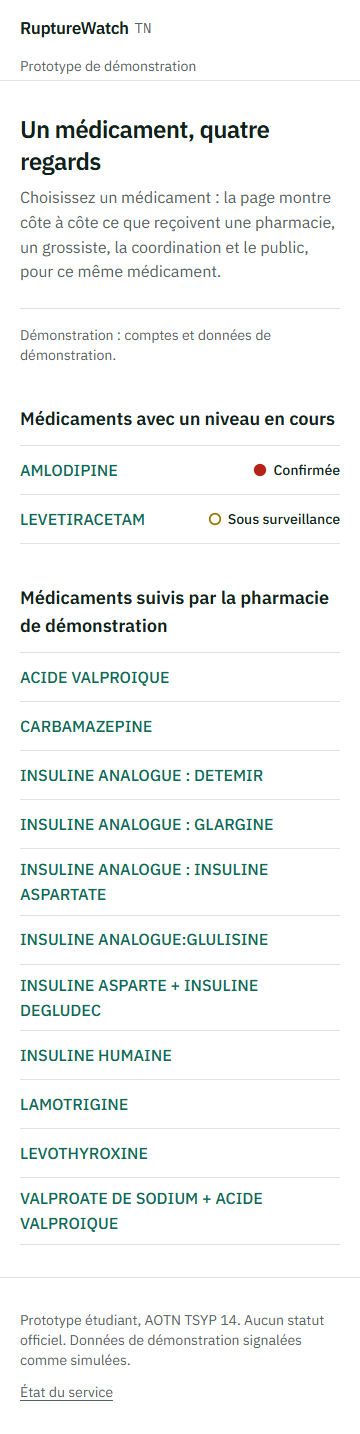 RuptureWatch TN
Prototype de démonstration
Un médicament, quatre
regards
Choisissez un médicament : la page montre
côte à côte ce que reçoivent une pharmacie,
un grossiste, la coordination et le public,
pour ce même médicament.
Démonstration : comptes et données de
démonstration.
Médicaments avec un niveau en cours
AMLODIPINE Confirmée
LEVETIRACETAM Sous surveillance
Médicaments suivis par la pharmacie
de démonstration
ACIDE VALPROIQUE
CARBAMAZEPINE
INSULINE ANALOGUE : DETEMIR
INSULINE ANALOGUE : GLARGINE
INSULINE ANALOGUE : INSULINE
ASPARTATE
INSULINE ANALOGUE:GLULISINE
INSULINE ASPARTE + INSULINE
DEGLUDEC
INSULINE HUMAINE
LAMOTRIGINE
LEVOTHYROXINE
VALPROATE DE SODIUM + ACIDE
VALPROIQUE
Prototype étudiant, AOTN TSYP 14. Aucun statut
officiel. Données de démonstration signalées
comme simulées.
État du service